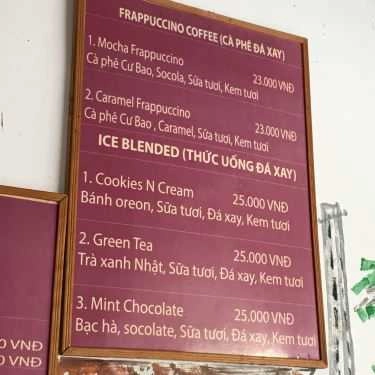 FRAPPUCCINO COFFEE (CÀ PHÊ ĐÁ XAY)
1. Mocha Frappuccino 23.000 VNĐ
Cà phê Cư Bao, Socola, Sữa tươi, Kem tươi
2. Caramel Frappuccino 23.000 VNĐ
Cà phê Cư Bao , Caramel, Sữa tươi, Kem tươi
ICE BLENDED (THỨC UỐNG ĐÁ XAY)
1. Cookies N Cream 25.000 VNĐ
Bánh oreon, Sữa tươi, Đá xay, Kem tươi
2. Green Tea 25.000 VNĐ
Trà xanh Nhật, Sữa tươi, Đá xay, Kem tươi
3. Mint Chocolate 25.000 VNĐ
Bạc hà, socolate, Sữa tươi, Đá xay, Kem tươi
VNĐ
VNĐ